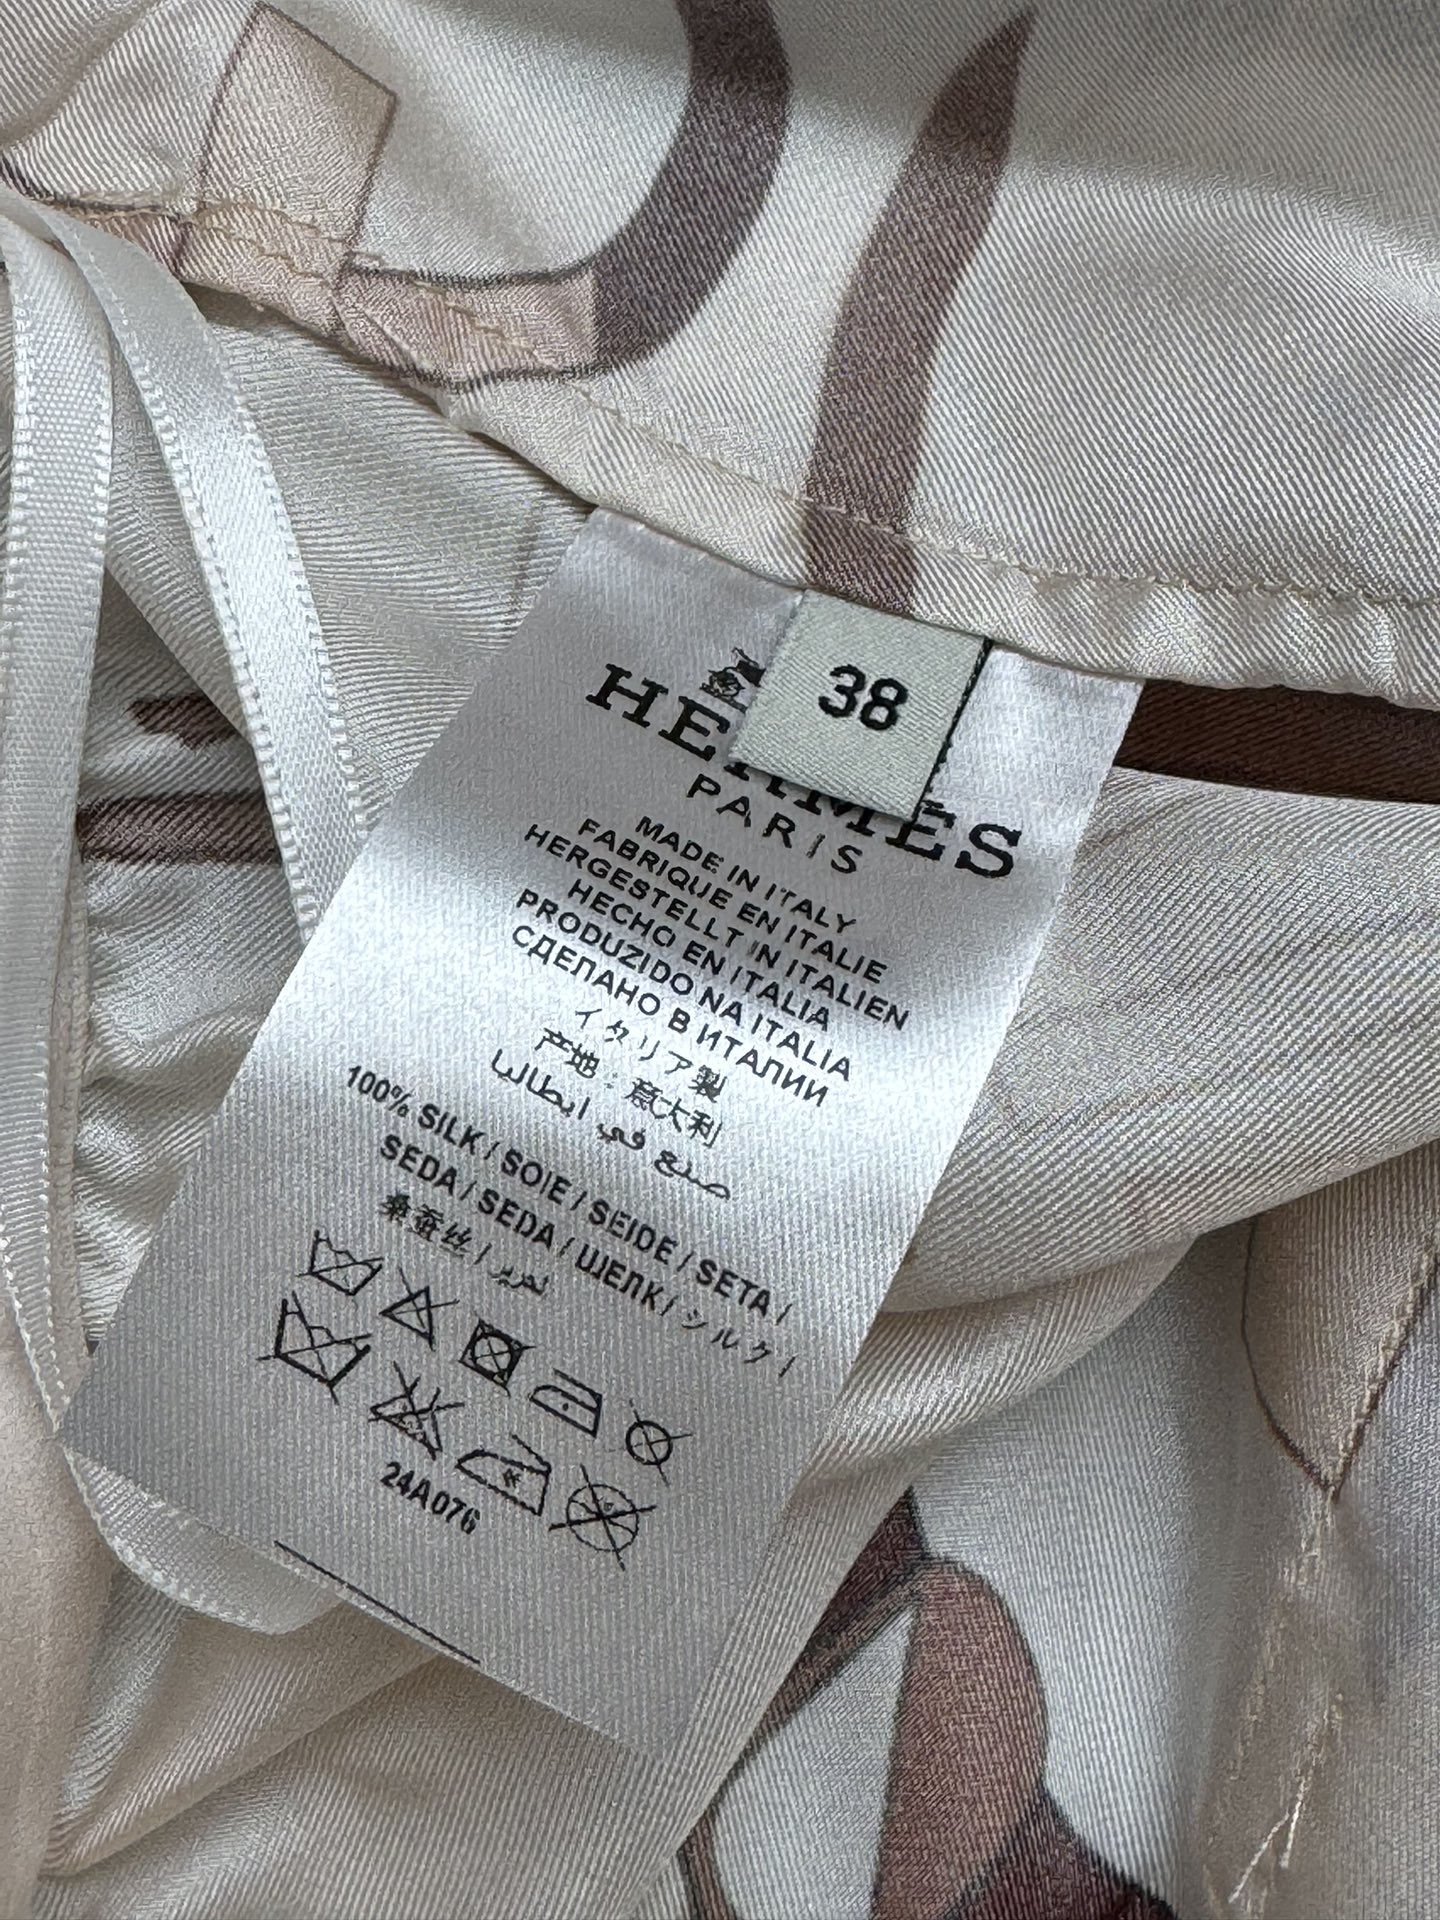 38
HERMÈS
PARIS
MADE IN ITALY
FABRIQUE EN ITALIE
HERGESTELLT IN ITALIEN
HECHO EN ITALIA
PRODUZIDO NA ITALIA
СДЕЛАНО В ИТАЛИИ
イタリア製
产地：意大利
صنع في ايطاليا
100% SILK / SOIE / SEIDE / SETA /
SEDA / SEDA / ШЕЛК / シルク /
桑蚕丝 / لحرير
24A076